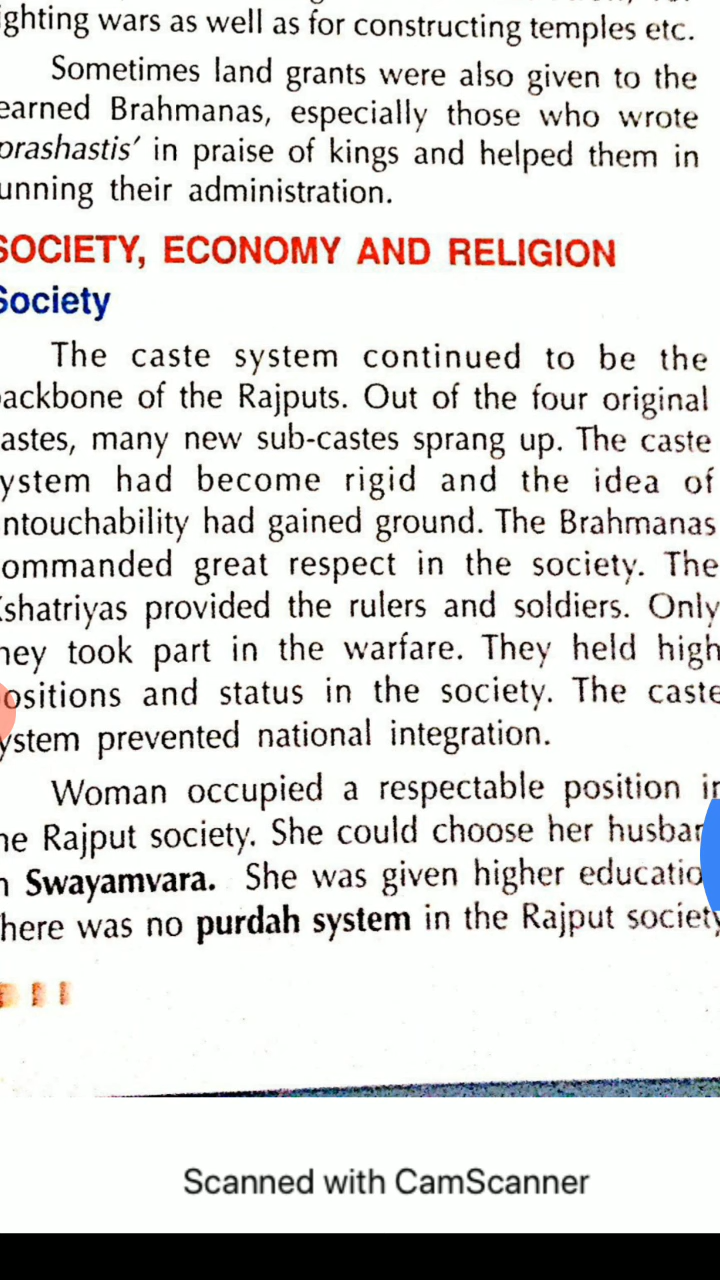 ighting wars as well as for constructing temples etc.
Sometimes land grants were also given to the
earned Brahmanas, especially those who wrote
prashastis' in praise of kings and helped them in
unning their administration.
SOCIETY, ECONOMY AND RELIGION
Society
The caste system continued to be the
ackbone of the Rajputs. Out of the four original
astes, many new sub-castes sprang up. The caste
ystem had become rigid and the idea of
ntouchability had gained ground. The Brahmanas
ommanded great respect in the society. The
Kshatriyas provided the rulers and soldiers. Only
hey took part in the warfare. They held high
ositions and status in the society. The caste
ystem prevented national integration.
Woman occupied a respectable position in
he Rajput society. She could choose her husban
n Swayamvara. She was given higher educatio
here was no purdah system in the Rajput society
Scanned with CamScanner